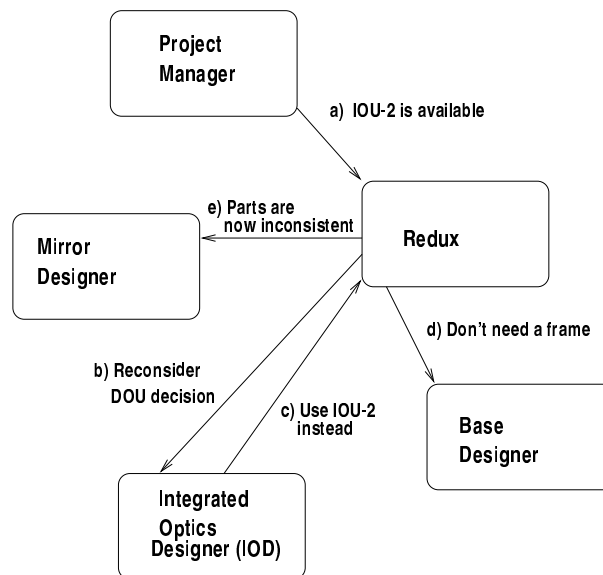 Project
Manager
a) IOU-2 is available
e) Parts are
now inconsistent
Redux
Mirror
Designer
d) Don't need a frame
b) Reconsider
DOU decision
c) Use IOU-2
instead
Base
Designer
Integrated
Optics
Designer (IOD)